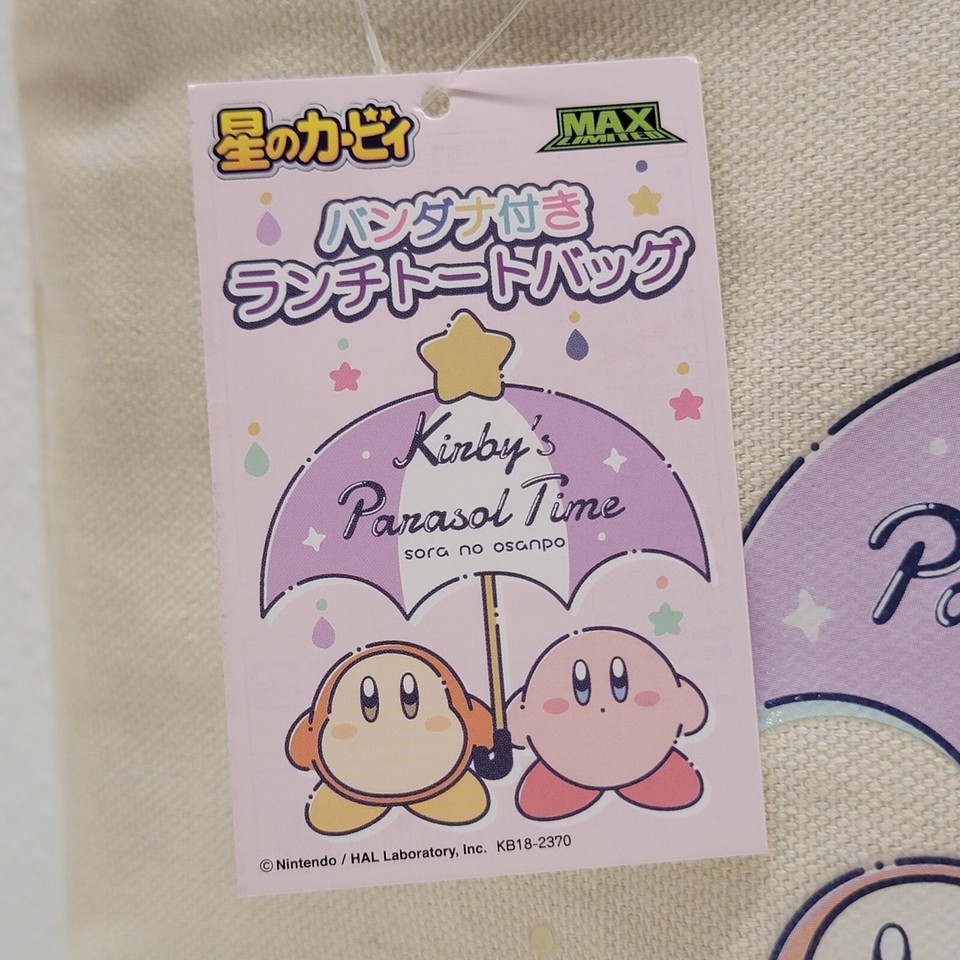 星のカービィ
MAX
LIMITED
バンダナ付き
ランチトートバッグ
Kirby's
Parasol Time
sora no osanpo
© Nintendo / HAL Laboratory, Inc. KB18-2370